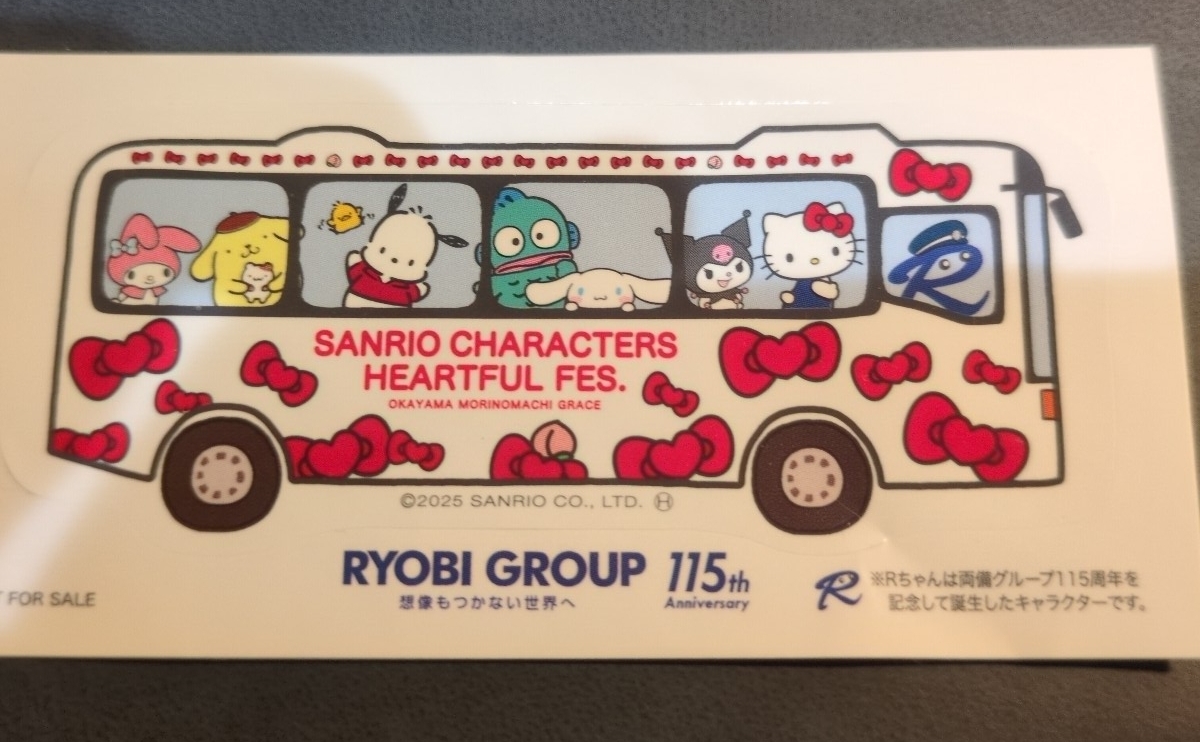 SANRIO CHARACTERS
HEARTFUL FES.
OKAYAMA MORINOMACHI GRACE
©2025 SANRIO CO., LTD. Ⓗ
RYOBI GROUP 115th
想像もつかない世界へ Anniversary
FOR SALE
R ※Rちゃんは両備グループ115周年を
記念して誕生したキャラクターです。
R